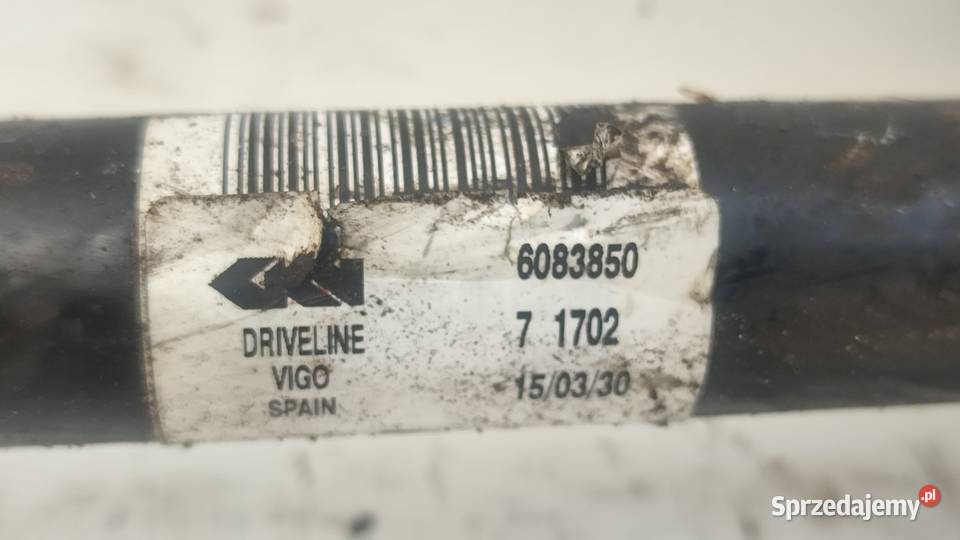 6083850
DRIVELINE
7 1702
VIGO
15/03/30
SPAIN
Sprzedajemy.pl